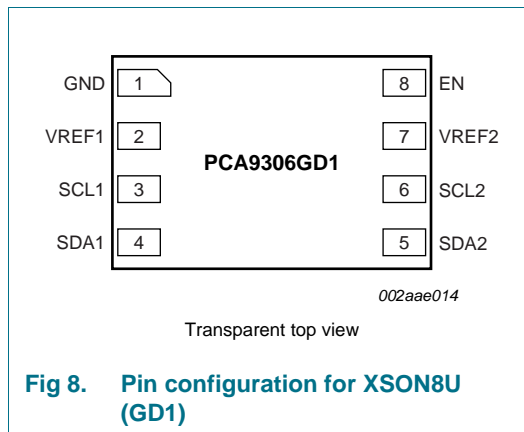 GND 1 8 EN
VREF1 2 7 VREF2
PCA9306GD1
SCL1 3 6 SCL2
SDA1 4 5 SDA2
002aae014
Transparent top view
Fig 8. Pin configuration for XSON8U
(GD1)